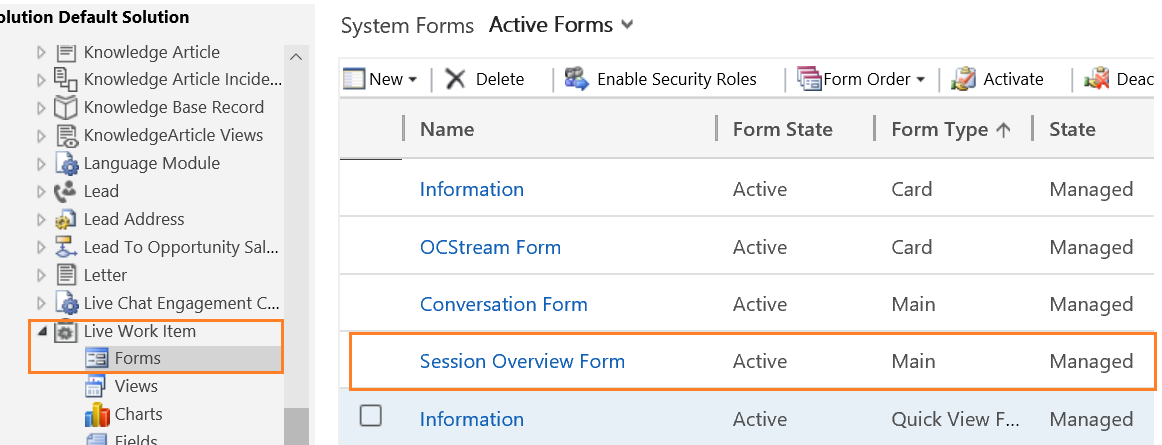 olution Default Solution
Knowledge Article
Knowledge Article Incide...
Knowledge Base Record
KnowledgeArticle Views
Language Module
Lead
Lead Address
Lead To Opportunity Sal...
Letter
Live Chat Engagement C...
Live Work Item
Forms
Views
Charts
Fields
System Forms Active Forms
New Delete Enable Security Roles Form Order Activate Deac
Name Form State Form Type State
Information Active Card Managed
OCStream Form Active Card Managed
Conversation Form Active Main Managed
Session Overview Form Active Main Managed
Information Active Quick View F... Managed